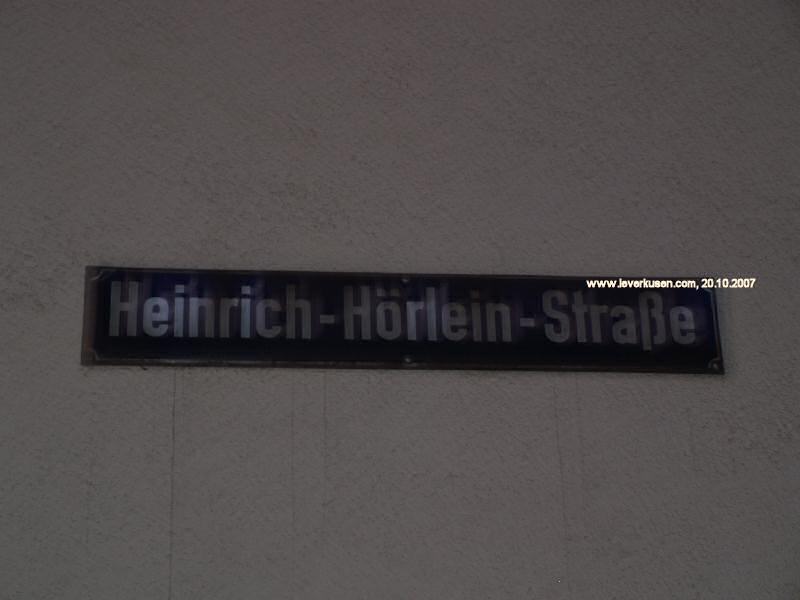 www.leverkusen.com, 20.10.2007
Heinrich-Hörlein-Straße